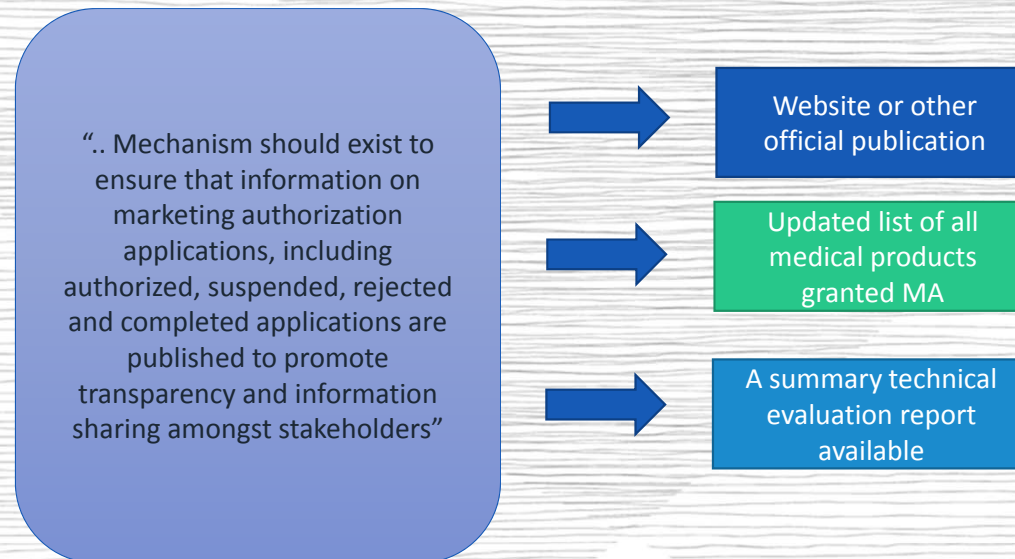 “.. Mechanism should exist to
ensure that information on
marketing authorization
applications, including
authorized, suspended, rejected
and completed applications are
published to promote
transparency and information
sharing amongst stakeholders”
Website or other
official publication
Updated list of all
medical products
granted MA
A summary technical
evaluation report
available